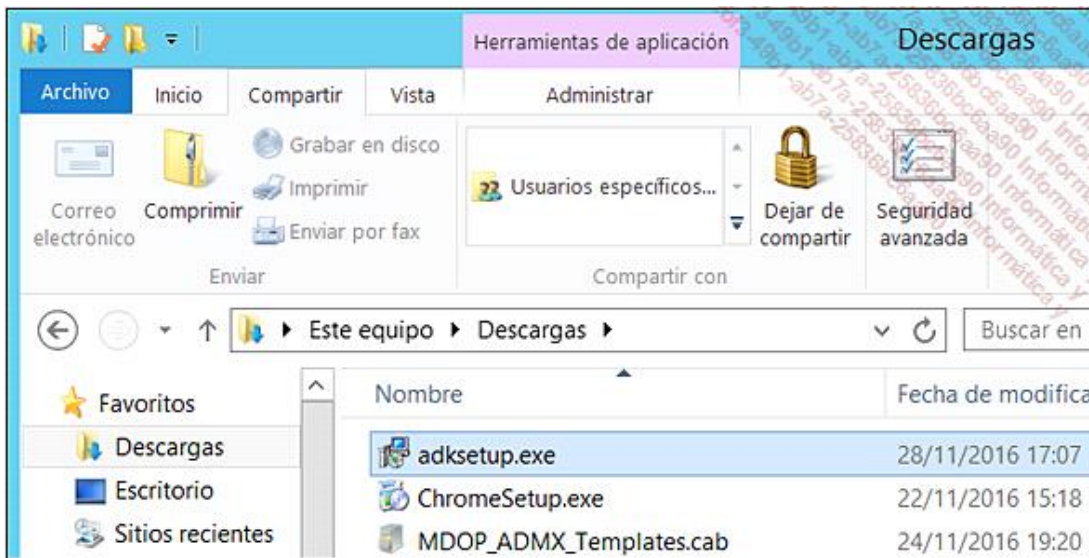 Herramientas de aplicación
Descargas
Archivo
Inicio
Compartir
Vista
Administrar
Correo electrónico
Comprimir
Grabar en disco
Imprimir
Enviar por fax
Enviar
Usuarios específicos...
Dejar de compartir
Compartir con
Seguridad avanzada
Este equipo
Descargas
Buscar en
Favoritos
Descargas
Escritorio
Sitios recientes
Nombre
Fecha de modifica
adksetup.exe
28/11/2016 17:07
ChromeSetup.exe
22/11/2016 15:18
MDOP_ADMX_Templates.cab
24/11/2016 19:20